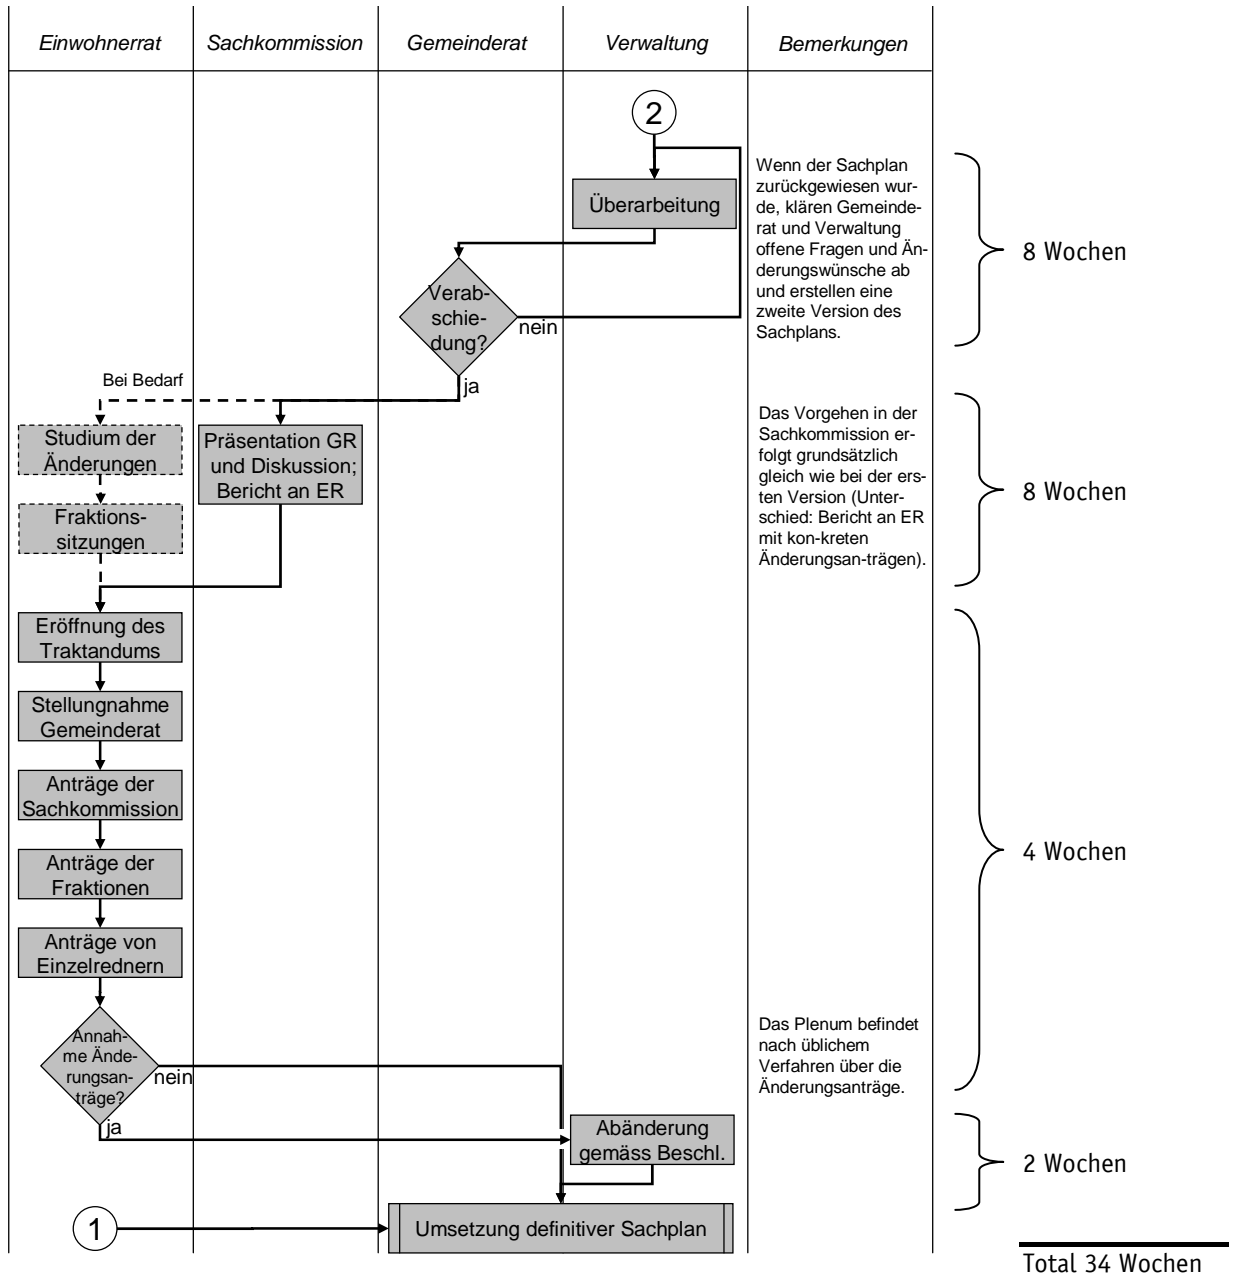 Einwohnerrat
Sachkommission
Gemeinderat
Verwaltung
Bemerkungen
2
Überarbeitung
Wenn der Sachplan
zurückgewiesen wur-
de, klären Gemeinde-
rat und Verwaltung
offene Fragen und Än-
derungswünsche ab
und erstellen eine
zweite Version des
Sachplans.
8 Wochen
Verab-
schie-
dung?
nein
ja
Bei Bedarf
Studium der
Änderungen
Präsentation GR
und Diskussion;
Bericht an ER
Fraktions-
sitzungen
Das Vorgehen in der
Sachkommission er-
folgt grundsätzlich
gleich wie bei der ers-
ten Version (Unter-
schied: Bericht an ER
mit kon-kreten
Änderungsan-trägen).
8 Wochen
Eröffnung des
Traktandums
Stellungnahme
Gemeinderat
Anträge der
Sachkommission
Anträge der
Fraktionen
Anträge von
Einzelrednern
4 Wochen
Annah-
me Ände-
rungsan-
träge?
nein
ja
Das Plenum befindet
nach üblichem
Verfahren über die
Änderungsanträge.
Abänderung
gemäss Beschl.
2 Wochen
1
Umsetzung definitiver Sachplan
Total 34 Wochen